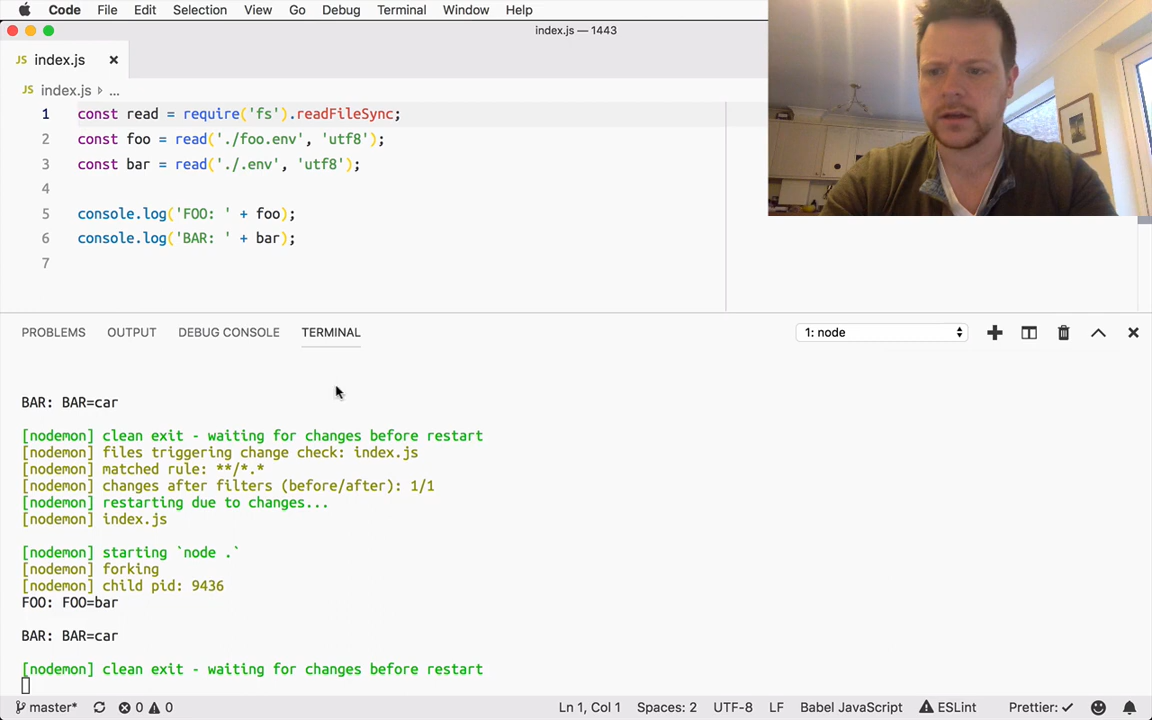 Code File Edit Selection View Go Debug Terminal Window Help
index.js — 1443
JS index.js
JS index.js ...
1 const read = require('fs').readFileSync;
2 const foo = read('./foo.env', 'utf8');
3 const bar = read('./.env', 'utf8');
4
5 console.log('FOO: ' + foo);
6 console.log('BAR: ' + bar);
7
PROBLEMS OUTPUT DEBUG CONSOLE TERMINAL 1: node
BAR: BAR=car
[nodemon] clean exit - waiting for changes before restart
[nodemon] files triggering change check: index.js
[nodemon] matched rule: **/*.*
[nodemon] changes after filters (before/after): 1/1
[nodemon] restarting due to changes...
[nodemon] index.js
[nodemon] starting `node .`
[nodemon] forking
[nodemon] child pid: 9436
FOO: FOO=bar
BAR: BAR=car
[nodemon] clean exit - waiting for changes before restart
master* 0 0 Ln 1, Col 1 Spaces: 2 UTF-8 LF Babel JavaScript ESLint Prettier: ✓